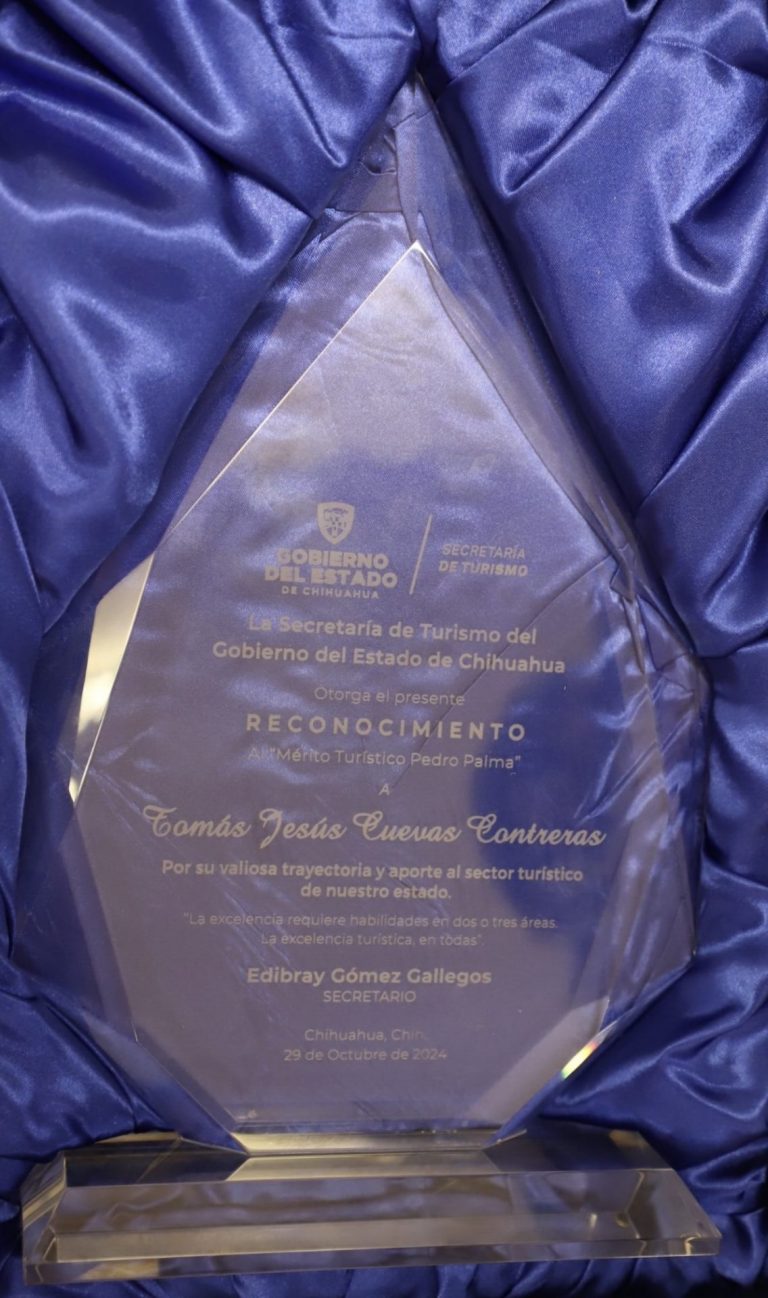 GOBIERNO
DEL ESTADO
DE CHIHUAHUA
SECRETARÍA
DE TURISMO
La Secretaría de Turismo del
Gobierno del Estado de Chihuahua
Otorga el presente
RECONOCIMIENTO
Al "Mérito Turístico Pedro Palma"
A
Tomás Jesús Cuevas Contreras
Por su valiosa trayectoria y aporte al sector turístico
de nuestro estado.
"La excelencia requiere habilidades en dos o tres áreas.
La excelencia turística, en todas".
Edibray Gómez Gallegos
SECRETARIO
Chihuahua, Chih.
29 de Octubre de 2024